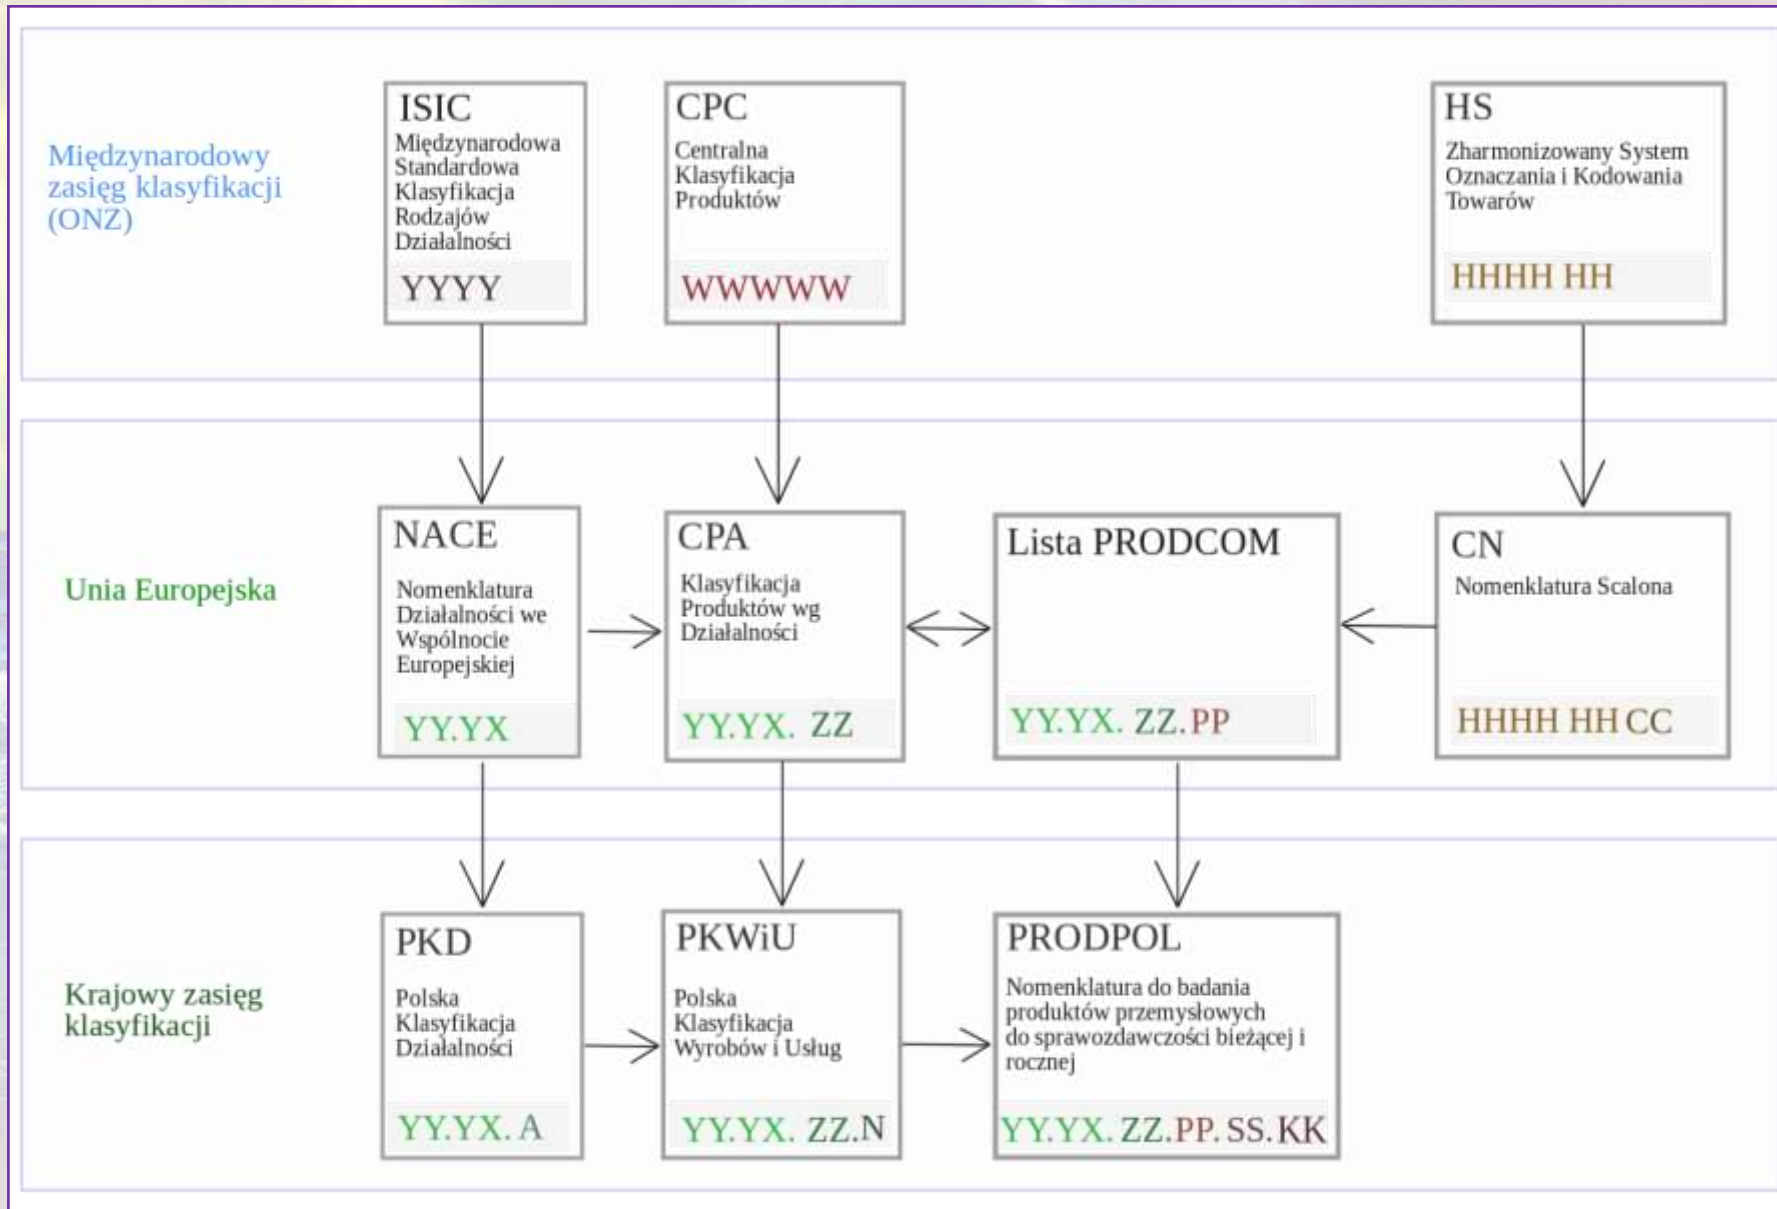 Międzynarodowy
zasięg klasyfikacji
(ONZ)
ISIC
Międzynarodowa
Standardowa
Klasyfikacja
Rodzajów
Działalności
YYYY
CPC
Centralna
Klasyfikacja
Produktów
WWWWW
HS
Zharmonizowany System
Oznaczania i Kodowania
Towarów
HHHH HH
Unia Europejska
NACE
Nomenklatura
Działalności we
Wspólnocie
Europejskiej
YY.YX
CPA
Klasyfikacja
Produktów wg
Działalności
YY.YX. ZZ
Lista PRODCOM
YY.YX. ZZ.PP
CN
Nomenklatura Scalona
HHHH HH CC
Krajowy zasięg
klasyfikacji
PKD
Polska
Klasyfikacja
Działalności
YY.YX. A
PKWiU
Polska
Klasyfikacja
Wyrobów i Usług
YY.YX. ZZ.N
PRODPOL
Nomenklatura do badania
produktów przemysłowych
do sprawozdawczości bieżącej i
rocznej
YY.YX. ZZ.PP. SS.KK